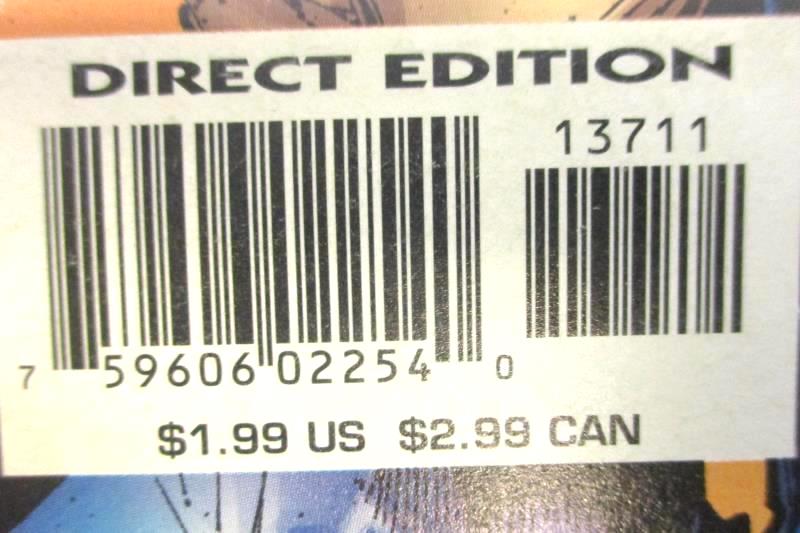 DIRECT EDITION
13711
7 59606 02254 0
$1.99 US $2.99 CAN